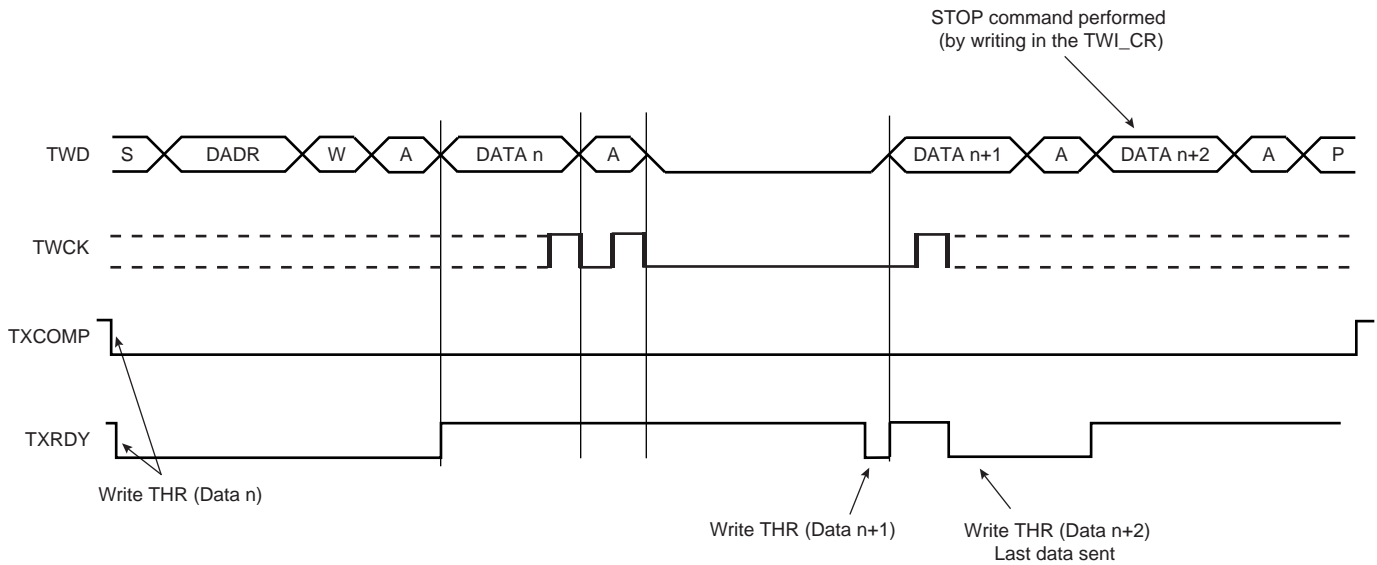 STOP command performed
(by writing in the TWI_CR)
TWD S DADR W A DATA n A DATA n+1 A DATA n+2 A P
TWCK
TXCOMP
TXRDY
Write THR (Data n)
Write THR (Data n+1)
Write THR (Data n+2)
Last data sent